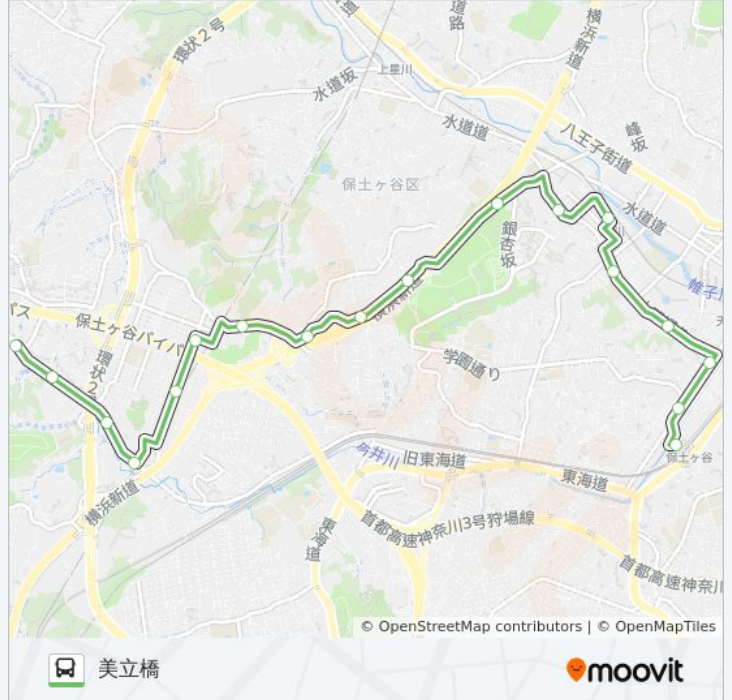 環状2号
道
道路
横浜新道
上星川
水道坂
水道道
八王子街道
峰坂
保土ヶ谷区
水道道
川
銀杏坂
帷子川
パス
保土ヶ谷バイパ
環状2
学園通り
今井川
旧東海道
保土ヶ谷
東海道
横浜新道
首都高速神奈川3号狩場線
東海道
首都高速神奈川
© OpenStreetMap contributors | © OpenMapTiles
美立橋
moovit